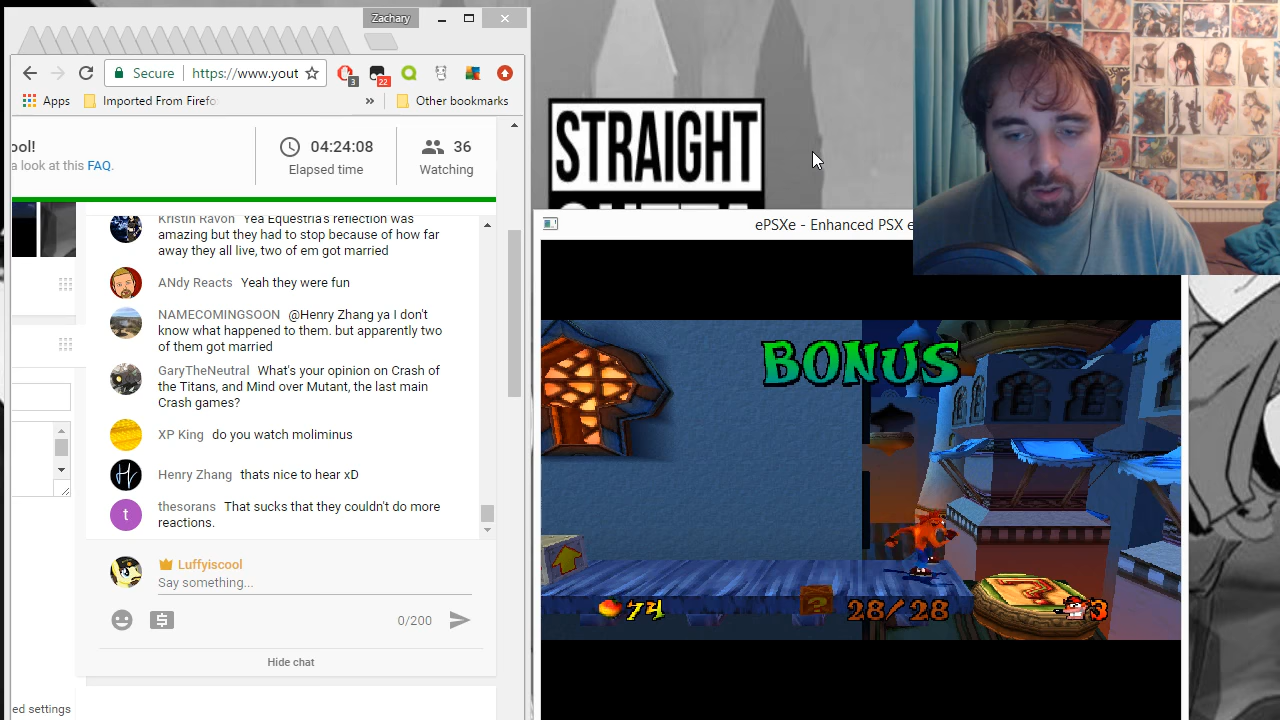 Zachary
Secure
https://www.yout
3
22
Apps
Imported From Firefo
»
Other bookmarks
ool!
a look at this FAQ.
04:24:08
Elapsed time
36
Watching
Kristin Ravon Yea Equestria's reflection was
amazing but they had to stop because of how far
away they all live, two of em got married
ANdy Reacts Yeah they were fun
NAMECOMINGSOON @Henry Zhang ya I don't
know what happened to them. but apparently two
of them got married
GaryTheNeutral What's your opinion on Crash of
the Titans, and Mind over Mutant, the last main
Crash games?
XP King do you watch moliminus
Henry Zhang thats nice to hear xD
t
thesorans That sucks that they couldn't do more
reactions.
Luffyiscool
Say something...
0/200
Hide chat
ed settings
STRAIGHT
ePSXe - Enhanced PSX e
BONUS
74
?
28/28
3